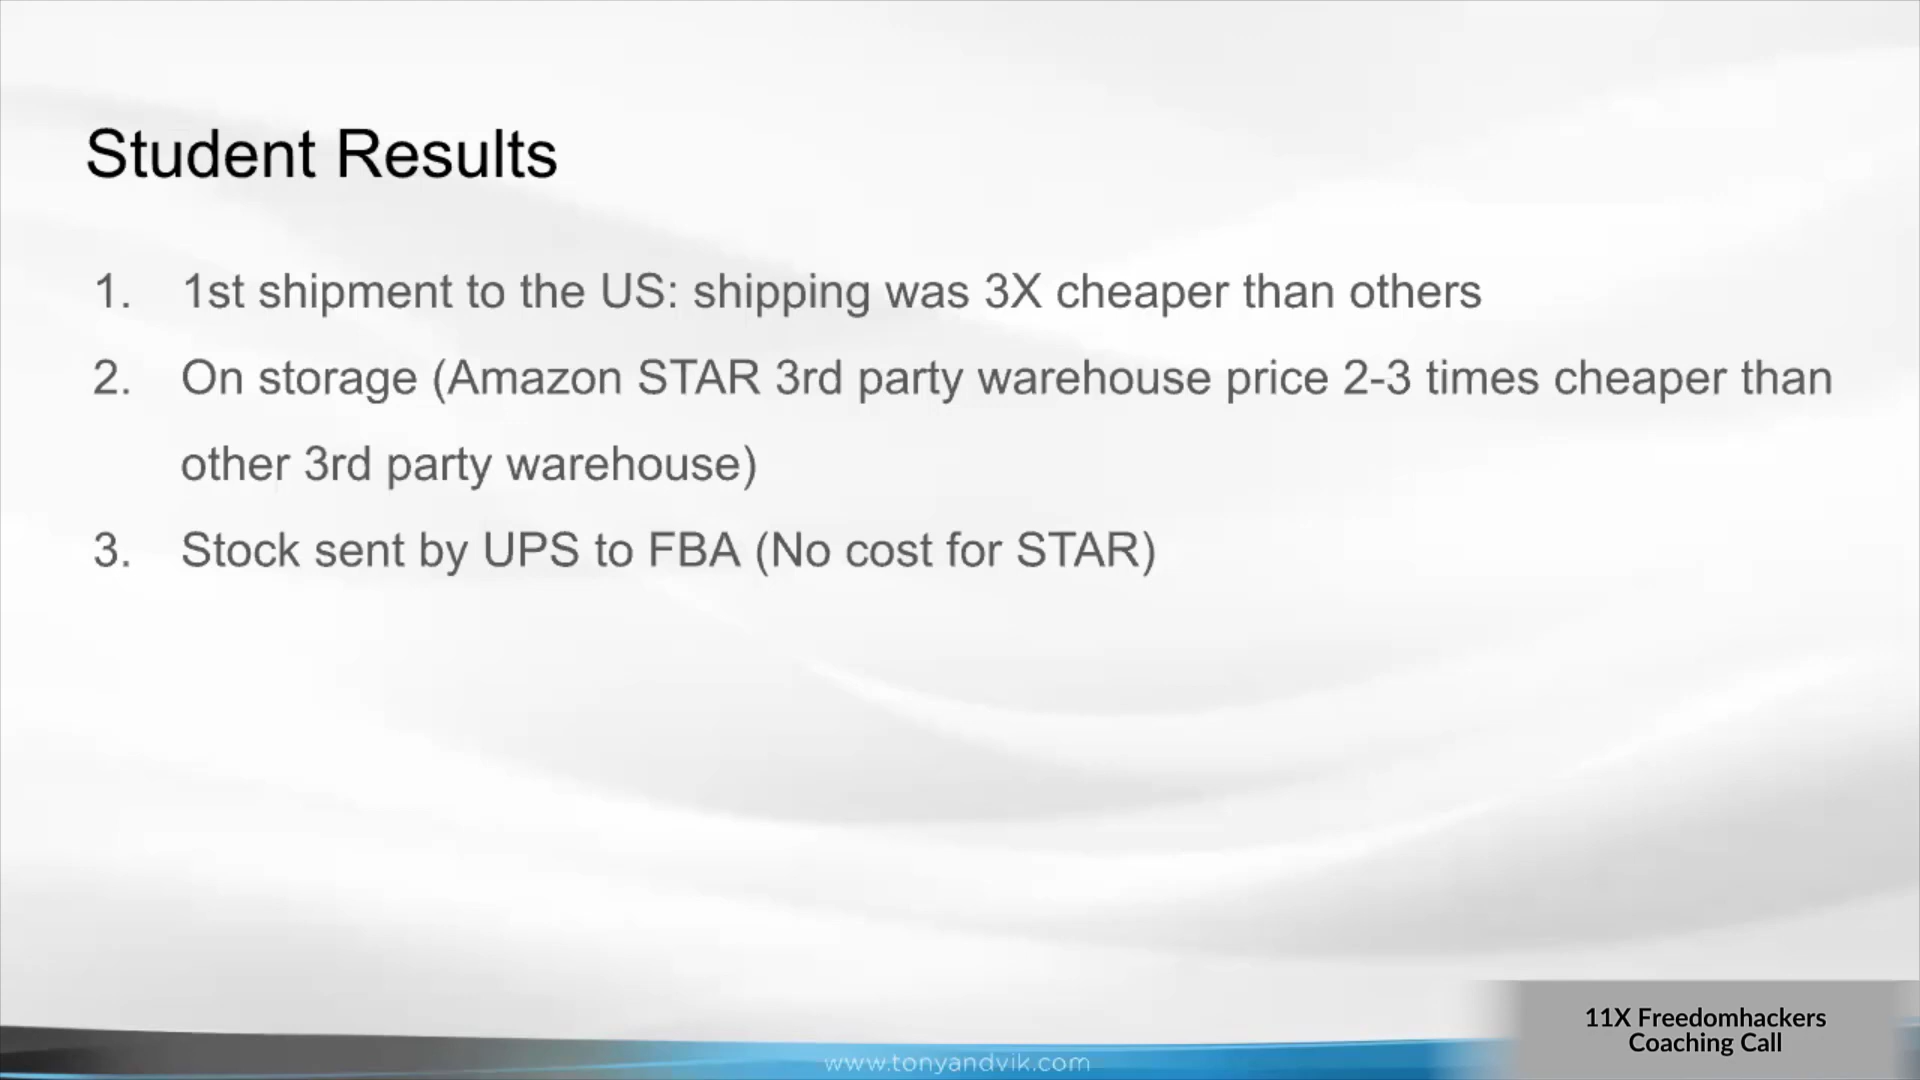 Student Results
1. 1st shipment to the US: shipping was 3X cheaper than others
2. On storage (Amazon STAR 3rd party warehouse price 2-3 times cheaper than
other 3rd party warehouse)
3. Stock sent by UPS to FBA (No cost for STAR)
www.tonyandvik.com
11X Freedomhackers
Coaching Call